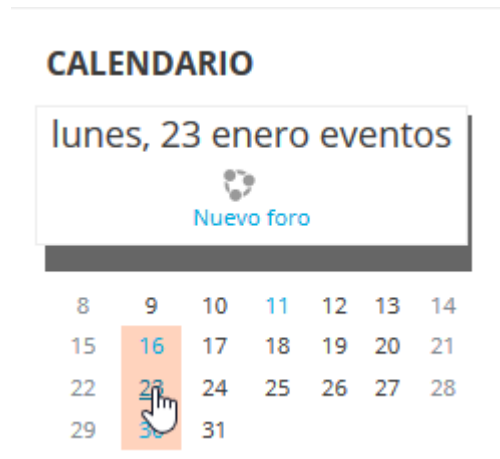 CALENDARIO
lunes, 23 enero eventos
Nuevo foro
8 9 10 11 12 13 14
15 16 17 18 19 20 21
22 23 24 25 26 27 28
29 30 31